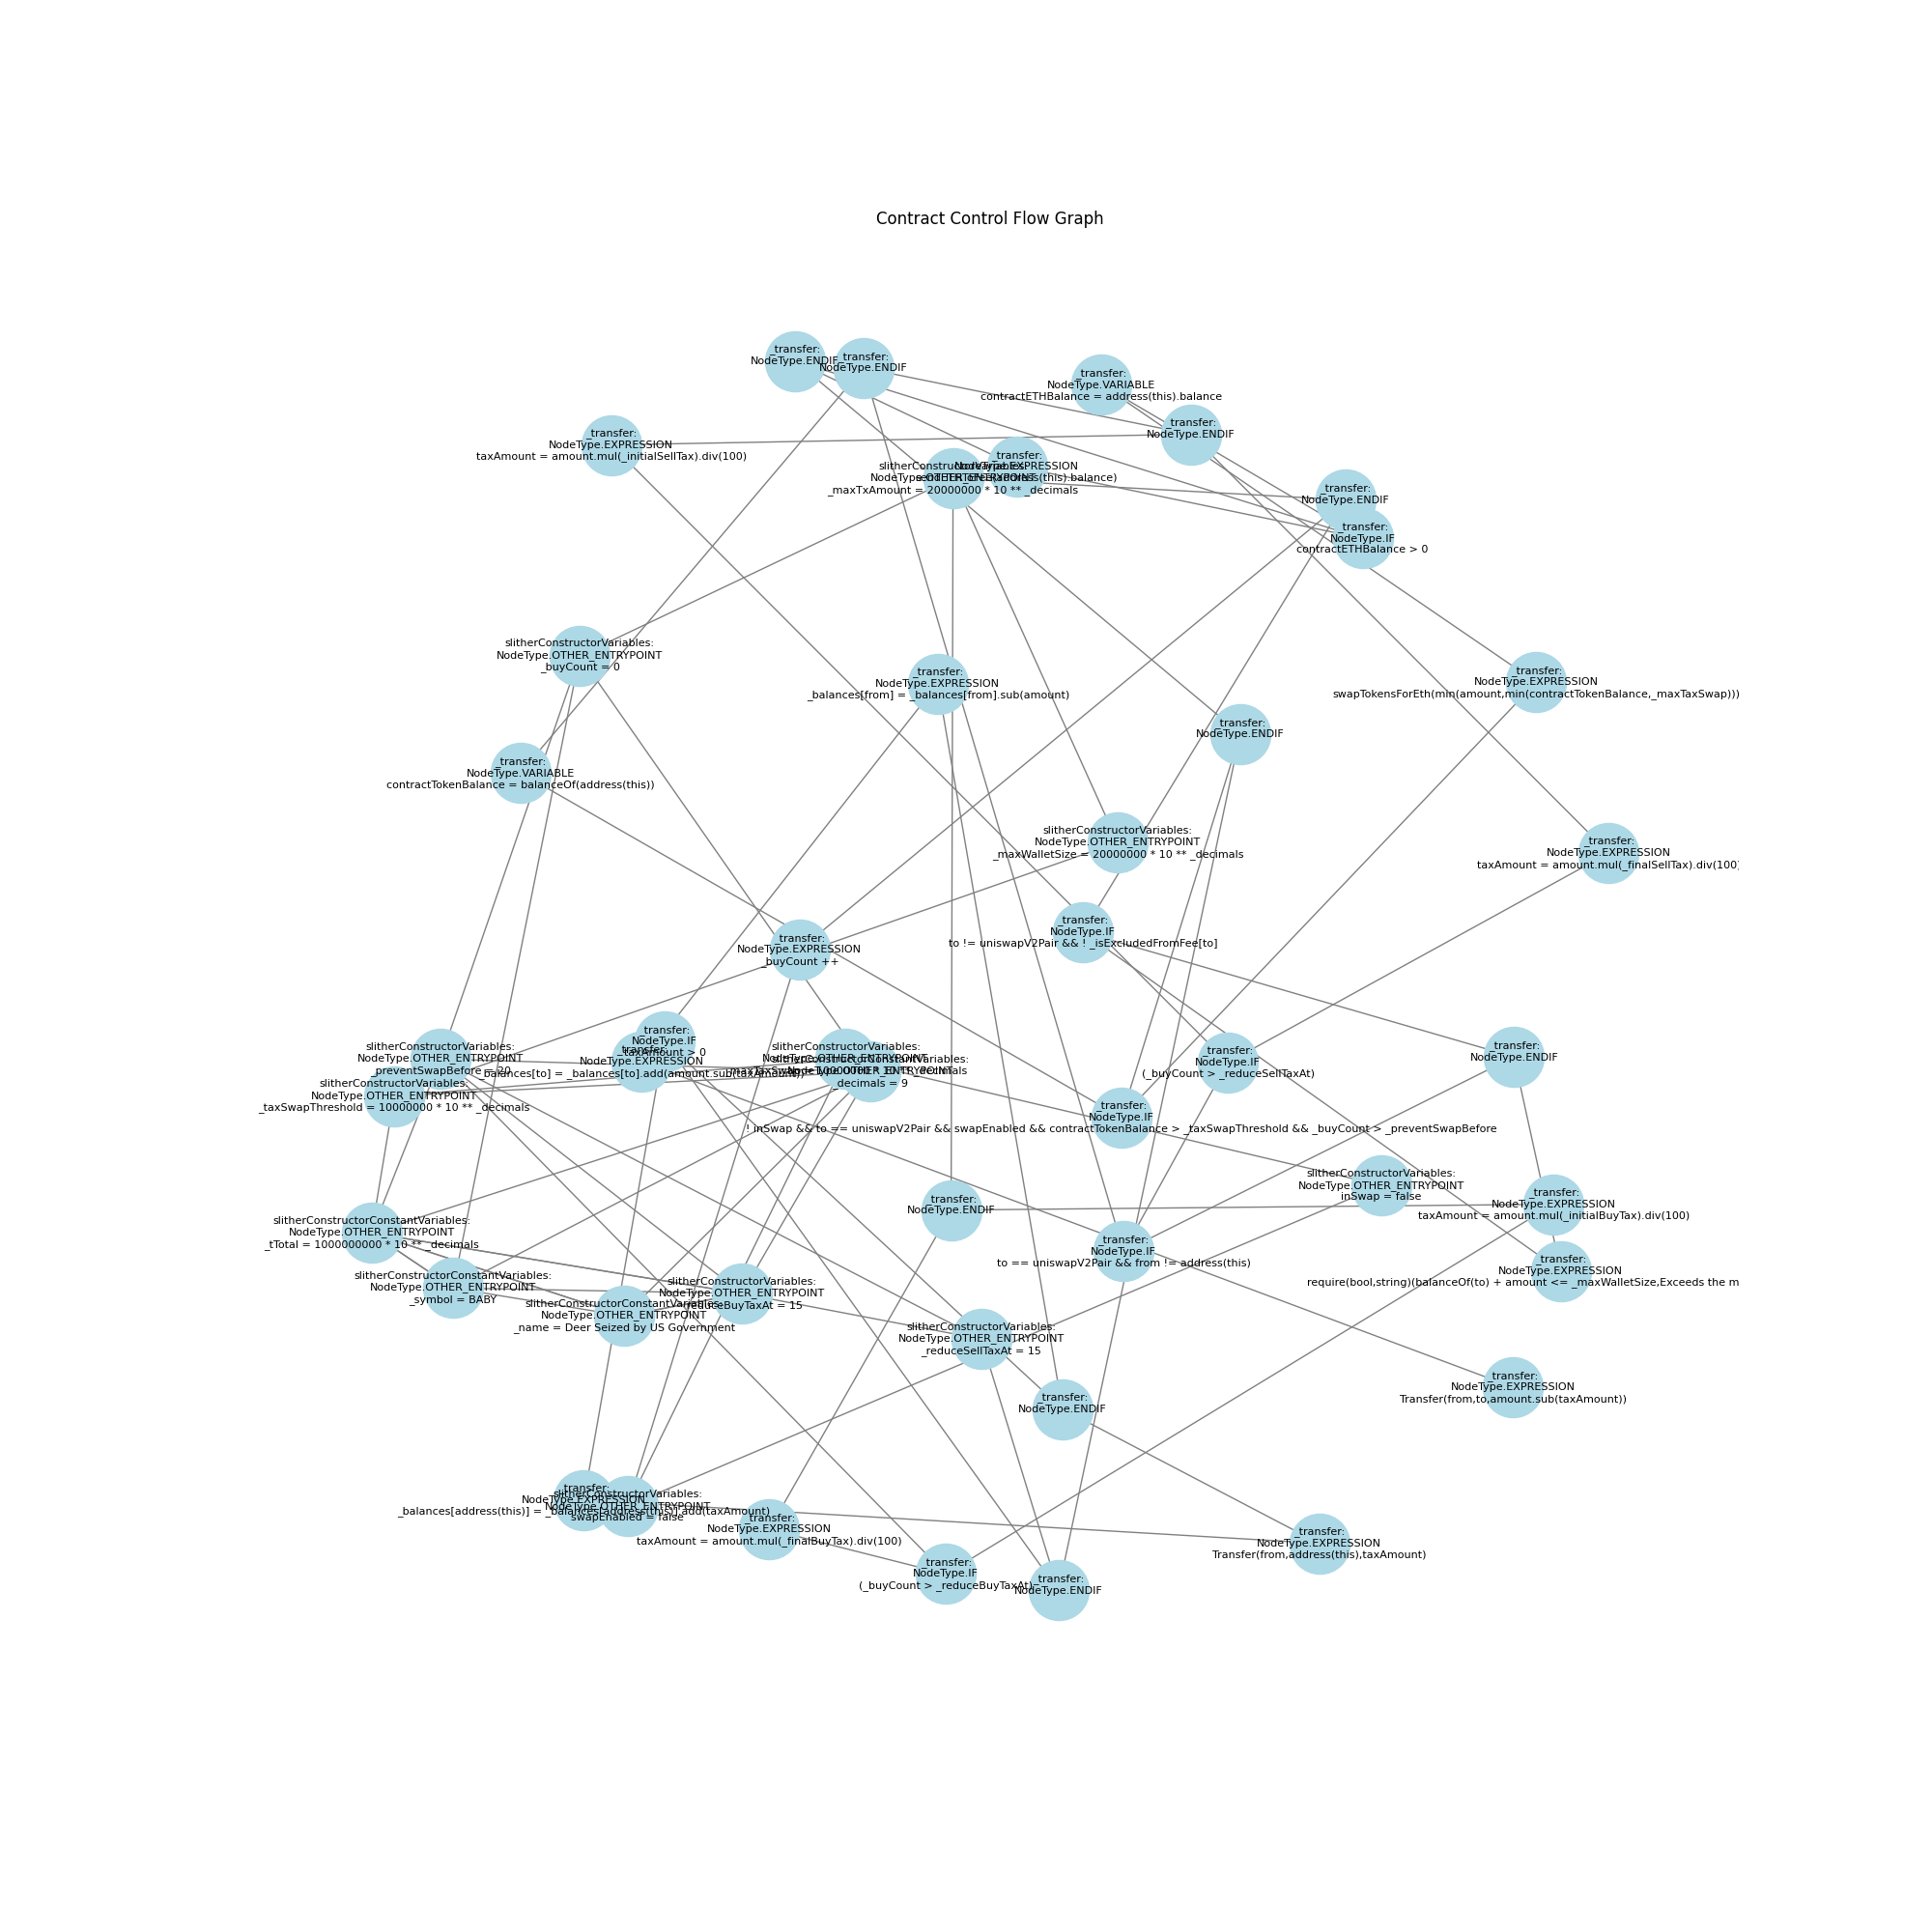 Contract Control Flow Graph
_transfer:
NodeType.ENDIF
_transfer:
NodeType.ENDIF
_transfer:
NodeType.VARIABLE
contractETHBalance = address(this).balance
_transfer:
NodeType.ENDIF
_transfer:
NodeType.EXPRESSION
taxAmount = amount.mul(_initialSellTax).div(100)
_transfer:
NodeType.EXPRESSION
(address(this).balance)
slitherConstructorVariables:
NodeType.OTHER_ENTRYPOINT
_maxTxAmount = 20000000 * 10 ** _decimals
_transfer:
NodeType.ENDIF
_transfer:
NodeType.IF
contractETHBalance > 0
slitherConstructorVariables:
NodeType.OTHER_ENTRYPOINT
_buyCount = 0
_transfer:
NodeType.EXPRESSION
_balances[from] = _balances[from].sub(amount)
_transfer:
NodeType.EXPRESSION
swapTokensForEth(min(amount,min(contractTokenBalance,_maxTaxSwap)))
_transfer:
NodeType.ENDIF
_transfer:
NodeType.VARIABLE
contractTokenBalance = balanceOf(address(this))
slitherConstructorVariables:
NodeType.OTHER_ENTRYPOINT
_maxWalletSize = 20000000 * 10 ** _decimals
_transfer:
NodeType.EXPRESSION
taxAmount = amount.mul(_finalSellTax).div(100)
_transfer:
NodeType.IF
to != uniswapV2Pair && ! _isExcludedFromFee[to]
_transfer:
NodeType.EXPRESSION
_buyCount ++
_transfer:
NodeType.IF
_taxAmount > 0
slitherConstructorVariables:
NodeType.OTHER_ENTRYPOINT
_preventSwapBefore = 20
_transfer:
NodeType.EXPRESSION
_balances[to] = _balances[to].add(amount.sub(taxAmount))
slitherConstructorVariables:
NodeType.OTHER_ENTRYPOINT
slitherConstructorConstantVariables:
NodeType.OTHER_ENTRYPOINT
_decimals = 9
_transfer:
NodeType.ENDIF
_transfer:
NodeType.IF
(_buyCount > _reduceSellTaxAt)
slitherConstructorVariables:
NodeType.OTHER_ENTRYPOINT
_taxSwapThreshold = 10000000 * 10 ** _decimals
_transfer:
NodeType.IF
! inSwap && to == uniswapV2Pair && swapEnabled && contractTokenBalance > _taxSwapThreshold && _buyCount > _preventSwapBefore
slitherConstructorVariables:
NodeType.OTHER_ENTRYPOINT
inSwap = false
_transfer:
NodeType.ENDIF
_transfer:
NodeType.EXPRESSION
taxAmount = amount.mul(_initialBuyTax).div(100)
slitherConstructorConstantVariables:
NodeType.OTHER_ENTRYPOINT
_tTotal = 1000000000 * 10 ** _decimals
_transfer:
NodeType.IF
to == uniswapV2Pair && from != address(this)
_transfer:
NodeType.EXPRESSION
require(bool,string)(balanceOf(to) + amount <= _maxWalletSize,Exceeds the m
slitherConstructorConstantVariables:
NodeType.OTHER_ENTRYPOINT
_symbol = BABY
slitherConstructorVariables:
NodeType.OTHER_ENTRYPOINT
_reduceBuyTaxAt = 15
slitherConstructorConstantVariables:
NodeType.OTHER_ENTRYPOINT
_name = Deer Seized by US Government
slitherConstructorVariables:
NodeType.OTHER_ENTRYPOINT
_reduceSellTaxAt = 15
_transfer:
NodeType.EXPRESSION
Transfer(from,to,amount.sub(taxAmount))
_transfer:
NodeType.ENDIF
_transfer:
NodeType.EXPRESSION
_balances[address(this)] = _balances[address(this)].add(taxAmount)
slitherConstructorVariables:
NodeType.OTHER_ENTRYPOINT
swapEnabled = false
_transfer:
NodeType.EXPRESSION
taxAmount = amount.mul(_finalBuyTax).div(100)
_transfer:
NodeType.EXPRESSION
Transfer(from,address(this),taxAmount)
_transfer:
NodeType.IF
(_buyCount > _reduceBuyTaxAt)
_transfer:
NodeType.ENDIF